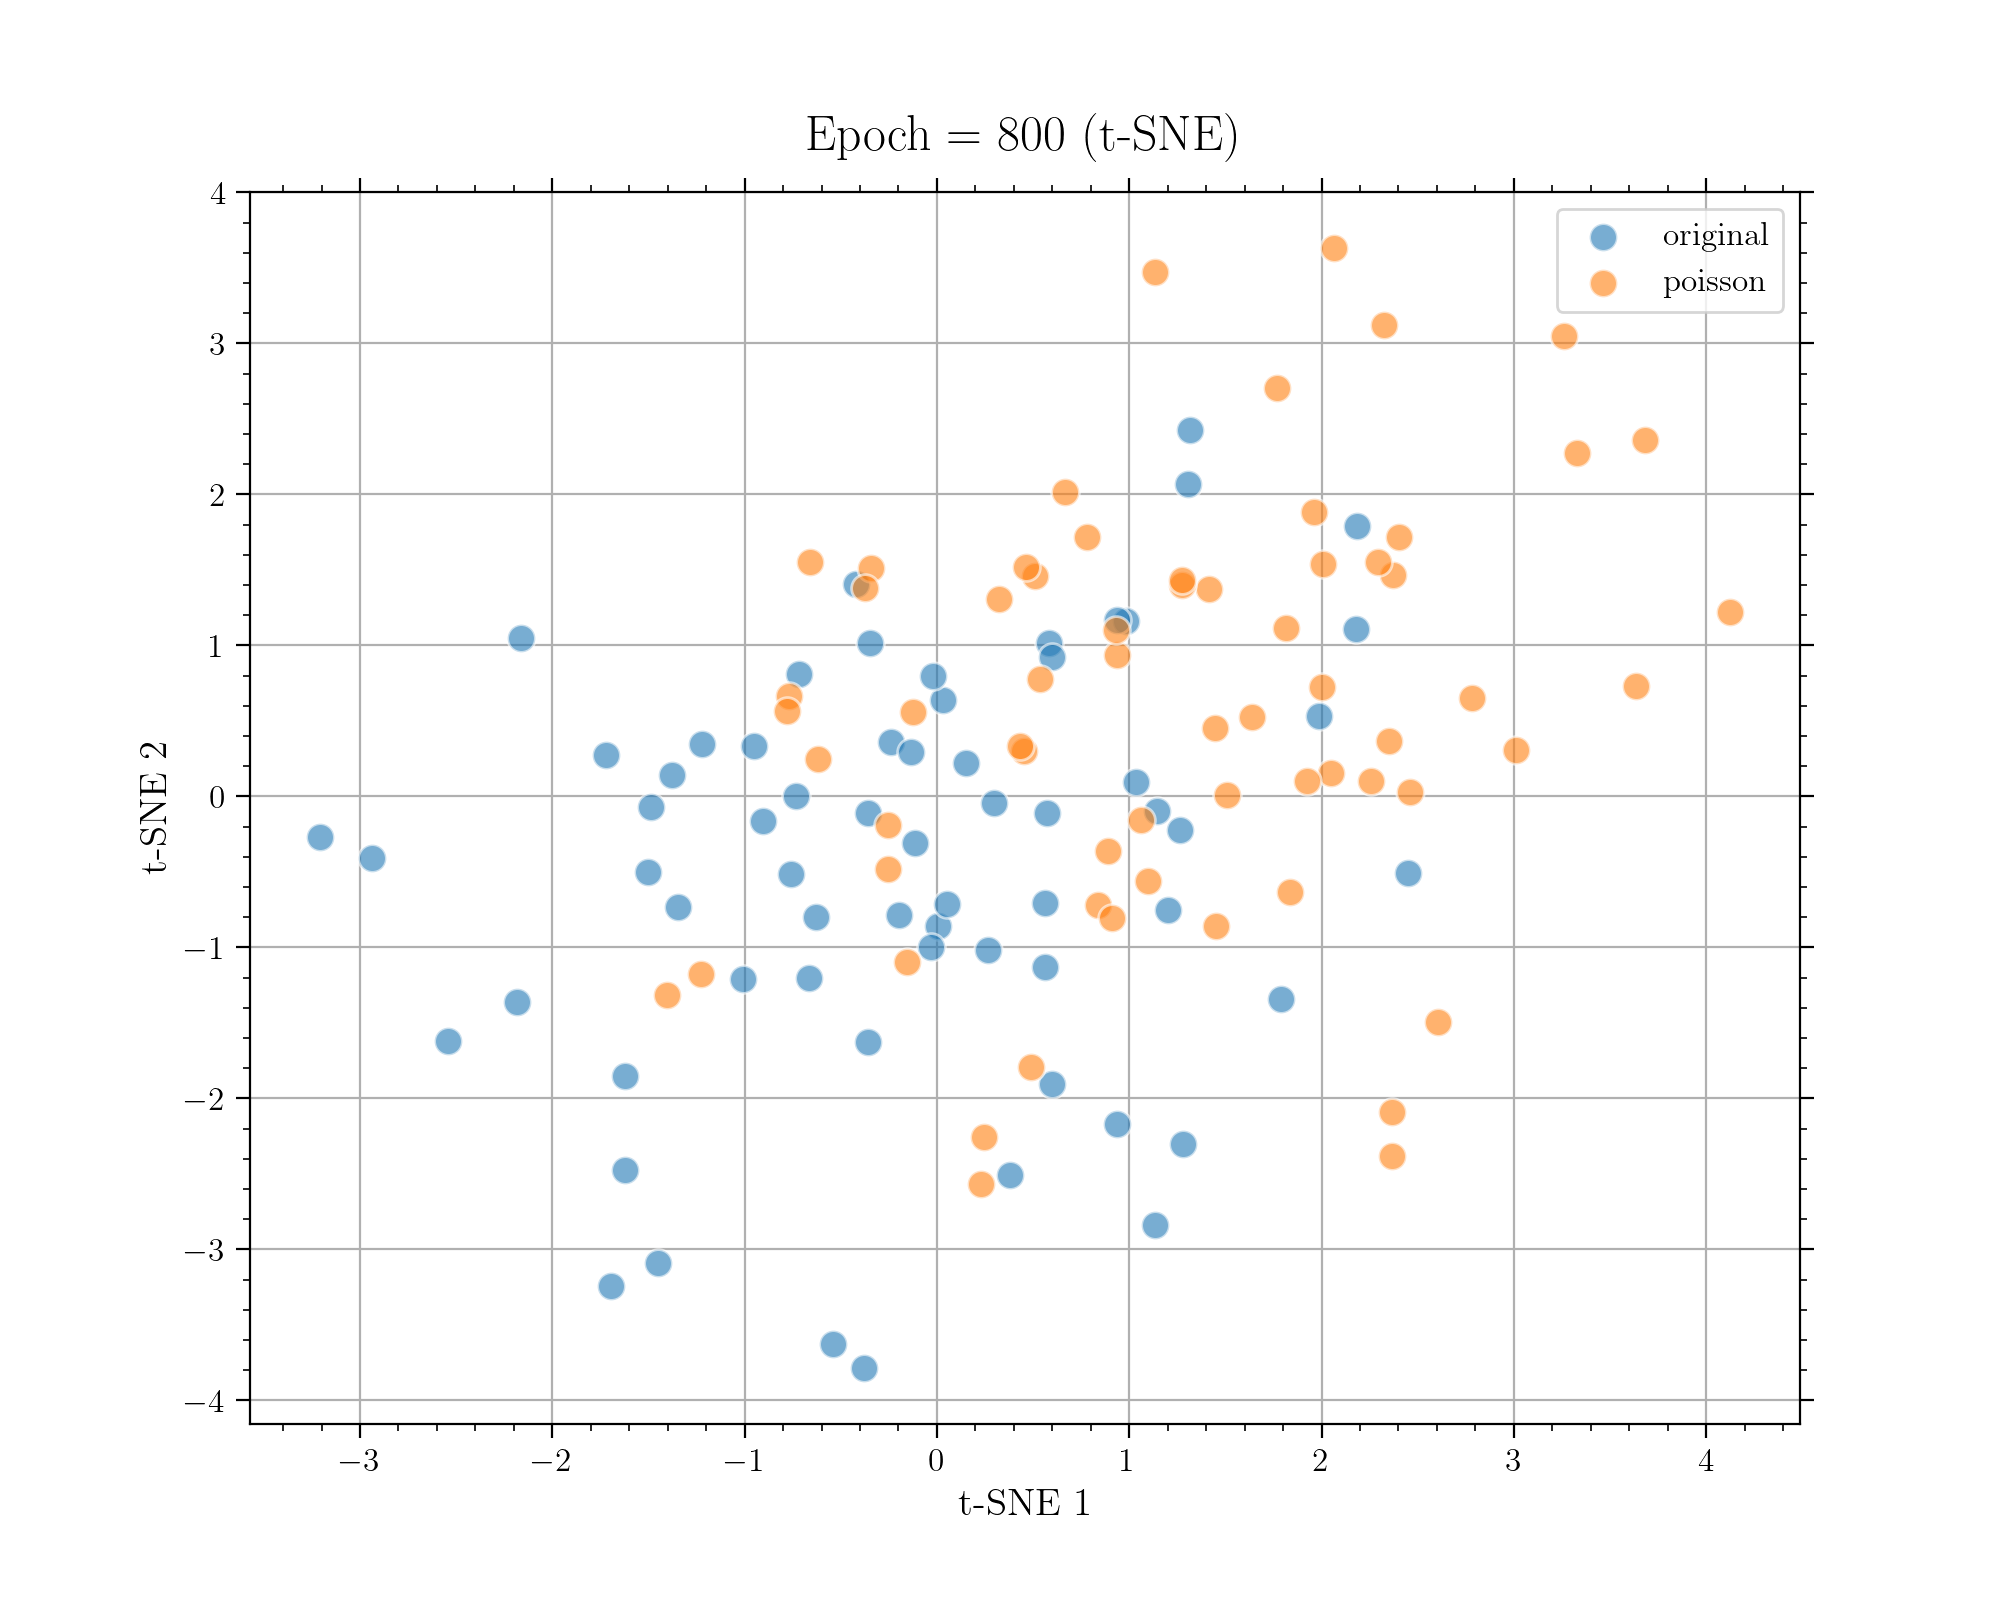 Epoch = 800 (t-SNE)
original
poisson
4
3
2
1
0
−1
−2
−3
−4
t-SNE 2
−3 −2 −1 0 1 2 3 4
t-SNE 1